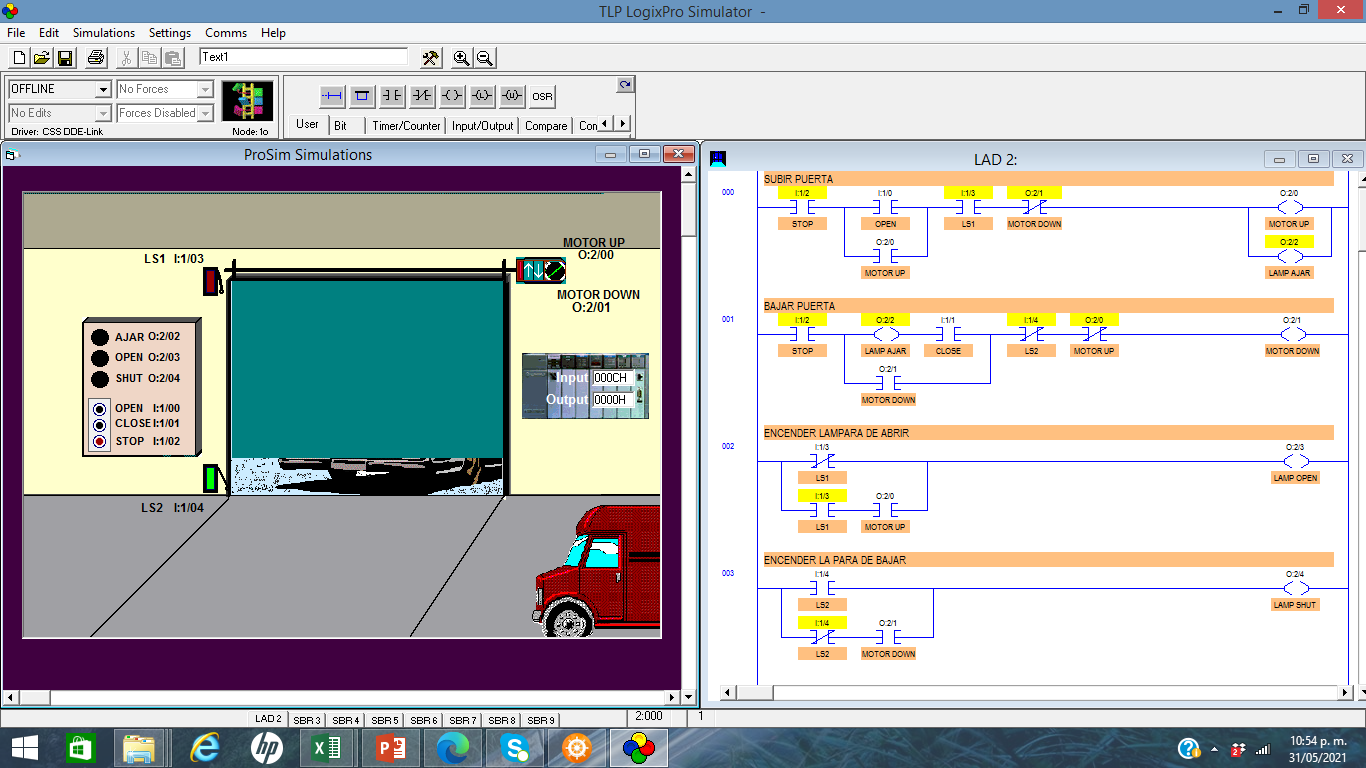 TLP LogixPro Simulator -
File Edit Simulations Settings Comms Help
Text1
OFFLINE No Forces
No Edits Forces Disabled
Driver: CSS DDE-Link Node: 1o
OSR
User Bit Timer/Counter Input/Output Compare Con
ProSim Simulations
LS1 I:1/03
MOTOR UP
O:2/00
MOTOR DOWN
O:2/01
AJAR O:2/02
OPEN O:2/03
SHUT O:2/04
OPEN I:1/00
CLOSE I:1/01
STOP I:1/02
Input 000CH
Output 0000H
LS2 I:1/04
LAD 2:
SUBIR PUERTA
000
I:1/2 I:1/0 I:1/3 O:2/1 O:2/0
STOP OPEN LS1 MOTOR DOWN MOTOR UP
O:2/0 O:2/2
MOTOR UP LAMP AJAR
BAJAR PUERTA
001
I:1/2 O:2/2 I:1/1 I:1/4 O:2/0 O:2/1
STOP LAMP AJAR CLOSE LS2 MOTOR UP MOTOR DOWN
O:2/1
MOTOR DOWN
ENCENDER LAMPARA DE ABRIR
002
I:1/3 O:2/3
LS1 LAMP OPEN
I:1/3 O:2/0
LS1 MOTOR UP
ENCENDER LA PARA DE BAJAR
003
I:1/4 O:2/4
LS2 LAMP SHUT
I:1/4 O:2/1
LS2 MOTOR DOWN
LAD 2 SBR 3 SBR 4 SBR 5 SBR 6 SBR 7 SBR 8 SBR 9 2:000 1
10:54 p. m.
31/05/2021